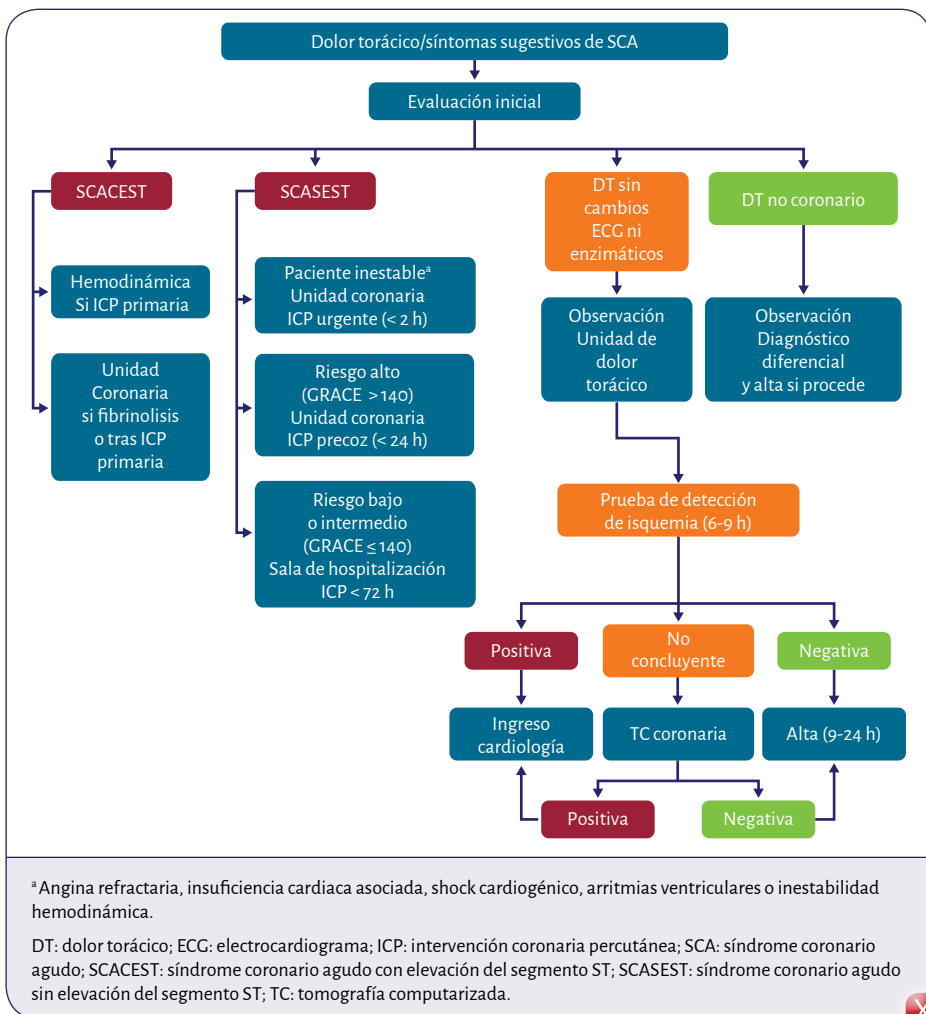 Dolor torácico/síntomas sugestivos de SCA
Evaluación inicial
SCACEST
SCASEST
DT sin
cambios
ECG ni
enzimáticos
DT no coronario
Hemodinámica
Si ICP primaria
Unidad
Coronaria
si fibrinolisis
o tras ICP
primaria
Paciente inestableᵃ
Unidad coronaria
ICP urgente (< 2 h)
Riesgo alto
(GRACE > 140)
Unidad coronaria
ICP precoz (< 24 h)
Riesgo bajo
o intermedio
(GRACE ≤ 140)
Sala de hospitalización
ICP < 72 h
Observación
Unidad de
dolor
torácico
Observación
Diagnóstico
diferencial
y alta si procede
Prueba de detección
de isquemia (6-9 h)
Positiva
No
concluyente
Negativa
Ingreso
cardiología
TC coronaria
Alta (9-24 h)
Positiva
Negativa
ᵃ Angina refractaria, insuficiencia cardiaca asociada, shock cardiogénico, arritmias ventriculares o inestabilidad
hemodinámica.
DT: dolor torácico; ECG: electrocardiograma; ICP: intervención coronaria percutánea; SCA: síndrome coronario
agudo; SCACEST: síndrome coronario agudo con elevación del segmento ST; SCASEST: síndrome coronario agudo
sin elevación del segmento ST; TC: tomografía computarizada.